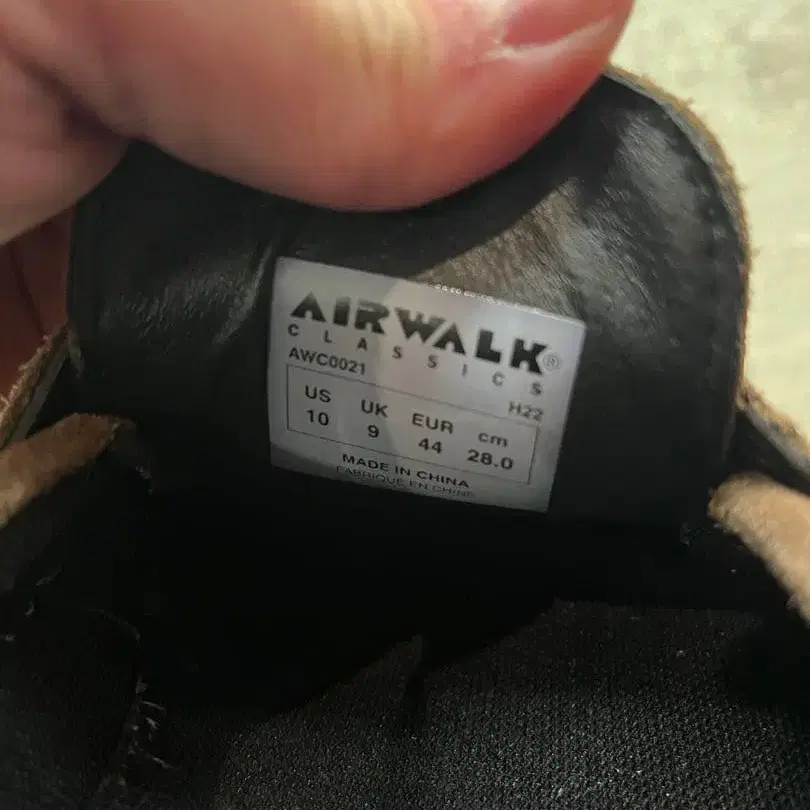 AIRWALK®
CLASSICS
AWC0021
H22
US UK EUR cm
10 9 44 28.0
MADE IN CHINA
FABRIQUE EN CHINE